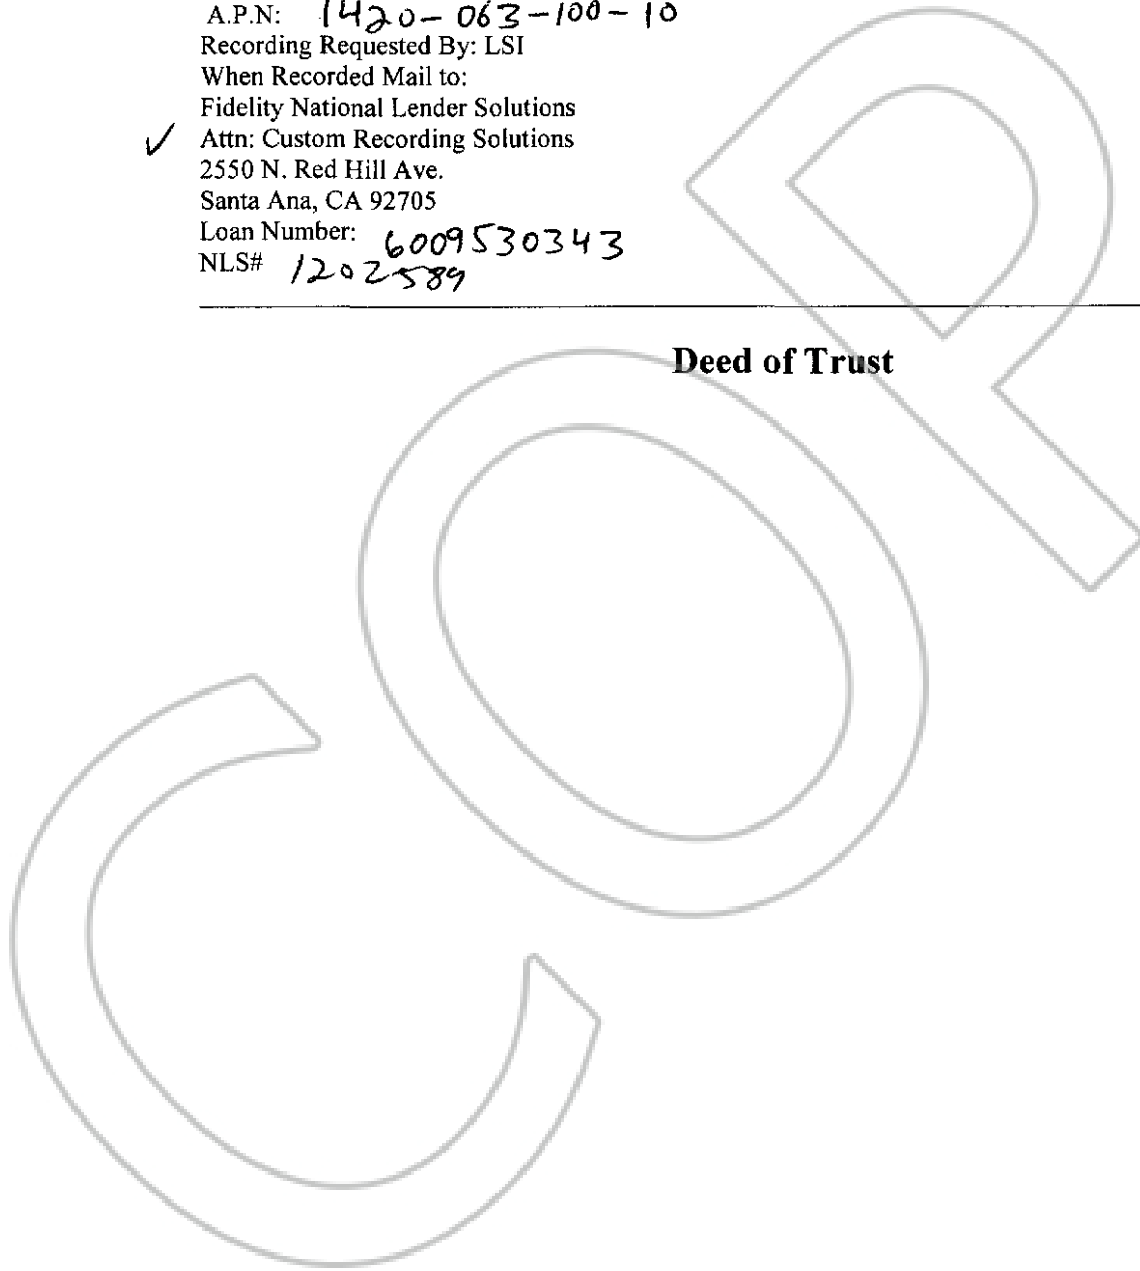 A.P.N: 1420-063-100-10
Recording Requested By: LSI
When Recorded Mail to:
Fidelity National Lender Solutions
✓ Attn: Custom Recording Solutions
2550 N. Red Hill Ave.
Santa Ana, CA 92705
Loan Number: 6009530343
NLS# 1202589
Deed of Trust
COP